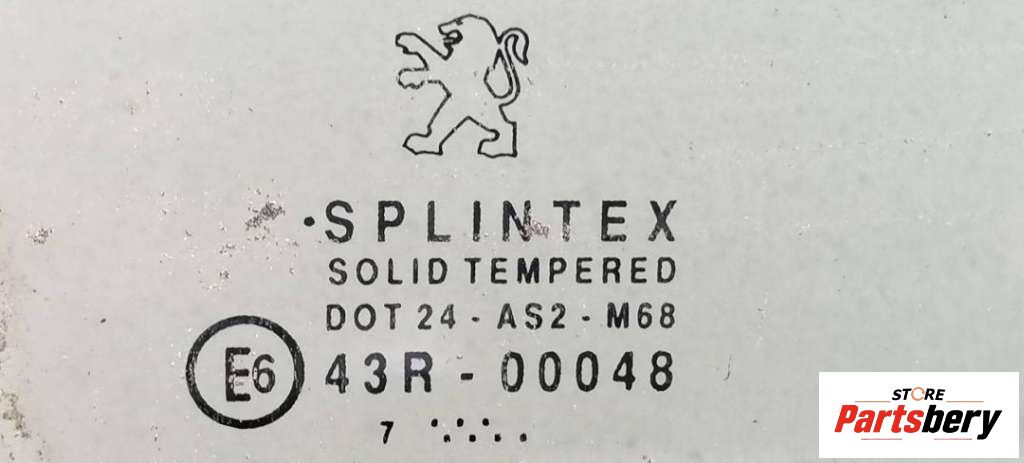 ·SPLINTEX
SOLID TEMPERED
DOT 24 - AS2 - M68
E6 43R - 00048
7
STORE
Partsbery